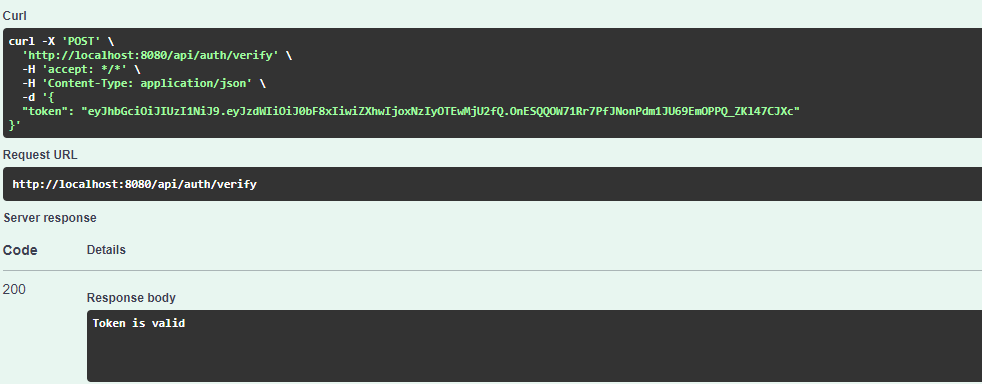 Curl
curl -X 'POST' \
'http://localhost:8080/api/auth/verify' \
-H 'accept: */*' \
-H 'Content-Type: application/json' \
-d '{
"token": "eyJhbGciOiJIUzI1NiJ9.eyJzdWIiOiJ0bF8xIiwiZXhwIjoxNzIyOTEwMjU2fQ.OnESQQOW71Rr7PfJNonPdm1JU69EmOPPQ_ZKl47CJXc"
}'
Request URL
http://localhost:8080/api/auth/verify
Server response
Code Details
200
Response body
Token is valid